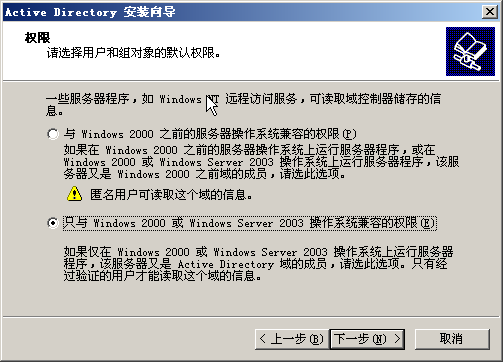 Active Directory 安装向导
权限
请选择用户和组对象的默认权限。
一些服务器程序，如 Windows NT 远程访问服务，可读取域控制器储存的信
息。
与 Windows 2000 之前的服务器操作系统兼容的权限(P)
如果在 Windows 2000 之前的服务器操作系统上运行服务器程序，或在
Windows 2000 或 Windows Server 2003 操作系统上运行服务器程序，该服
务器又是 Windows 2000 之前域的成员，请选此选项。
匿名用户可读取这个域的信息。
只与 Windows 2000 或 Windows Server 2003 操作系统兼容的权限(E)
如果仅在 Windows 2000 或 Windows Server 2003 操作系统上运行服务器
程序，该服务器又是 Active Directory 域的成员，请选此选项。只有经
过验证的用户才能读取这个域的信息。
< 上一步(B) 下一步(N) > 取消